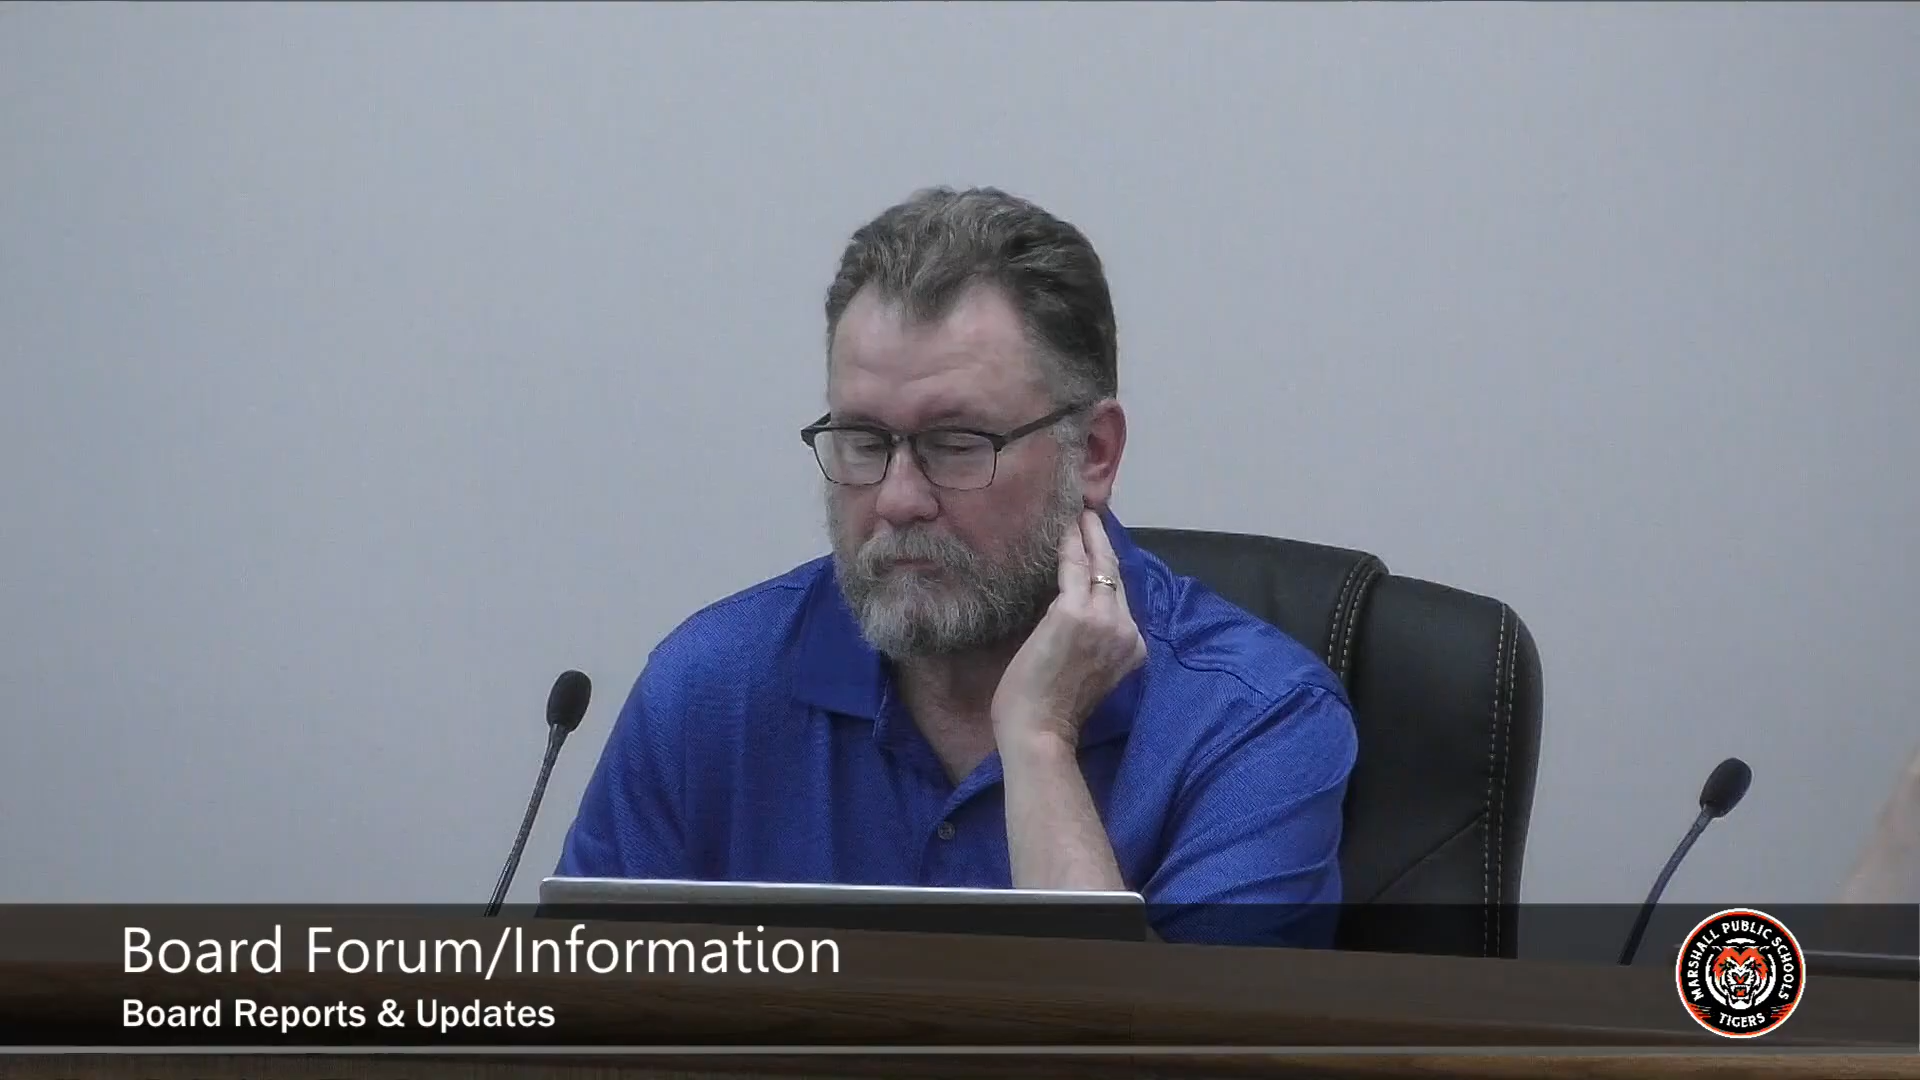 Board Forum/Information
Board Reports & Updates
MARSHALL PUBLIC SCHOOLS
TIGERS